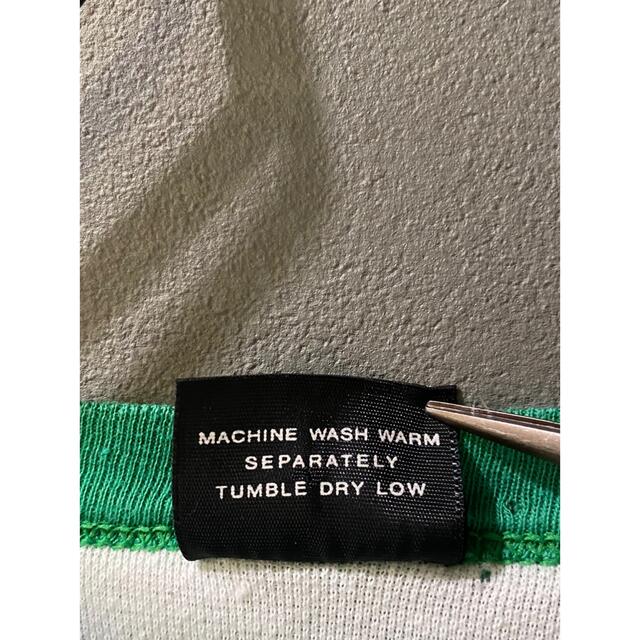 MACHINE WASH WARM
SEPARATELY
TUMBLE DRY LOW